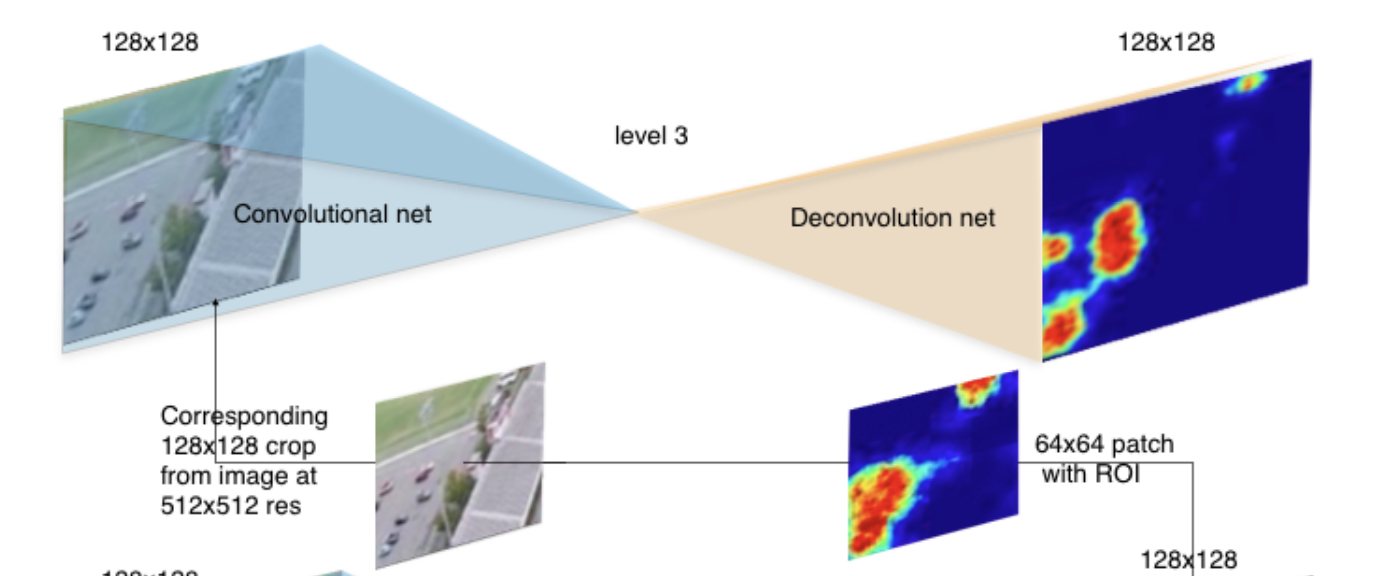 128x128
128x128
level 3
Convolutional net
Deconvolution net
Corresponding
128x128 crop
from image at
512x512 res
64x64 patch
with ROI
128x128
128x128